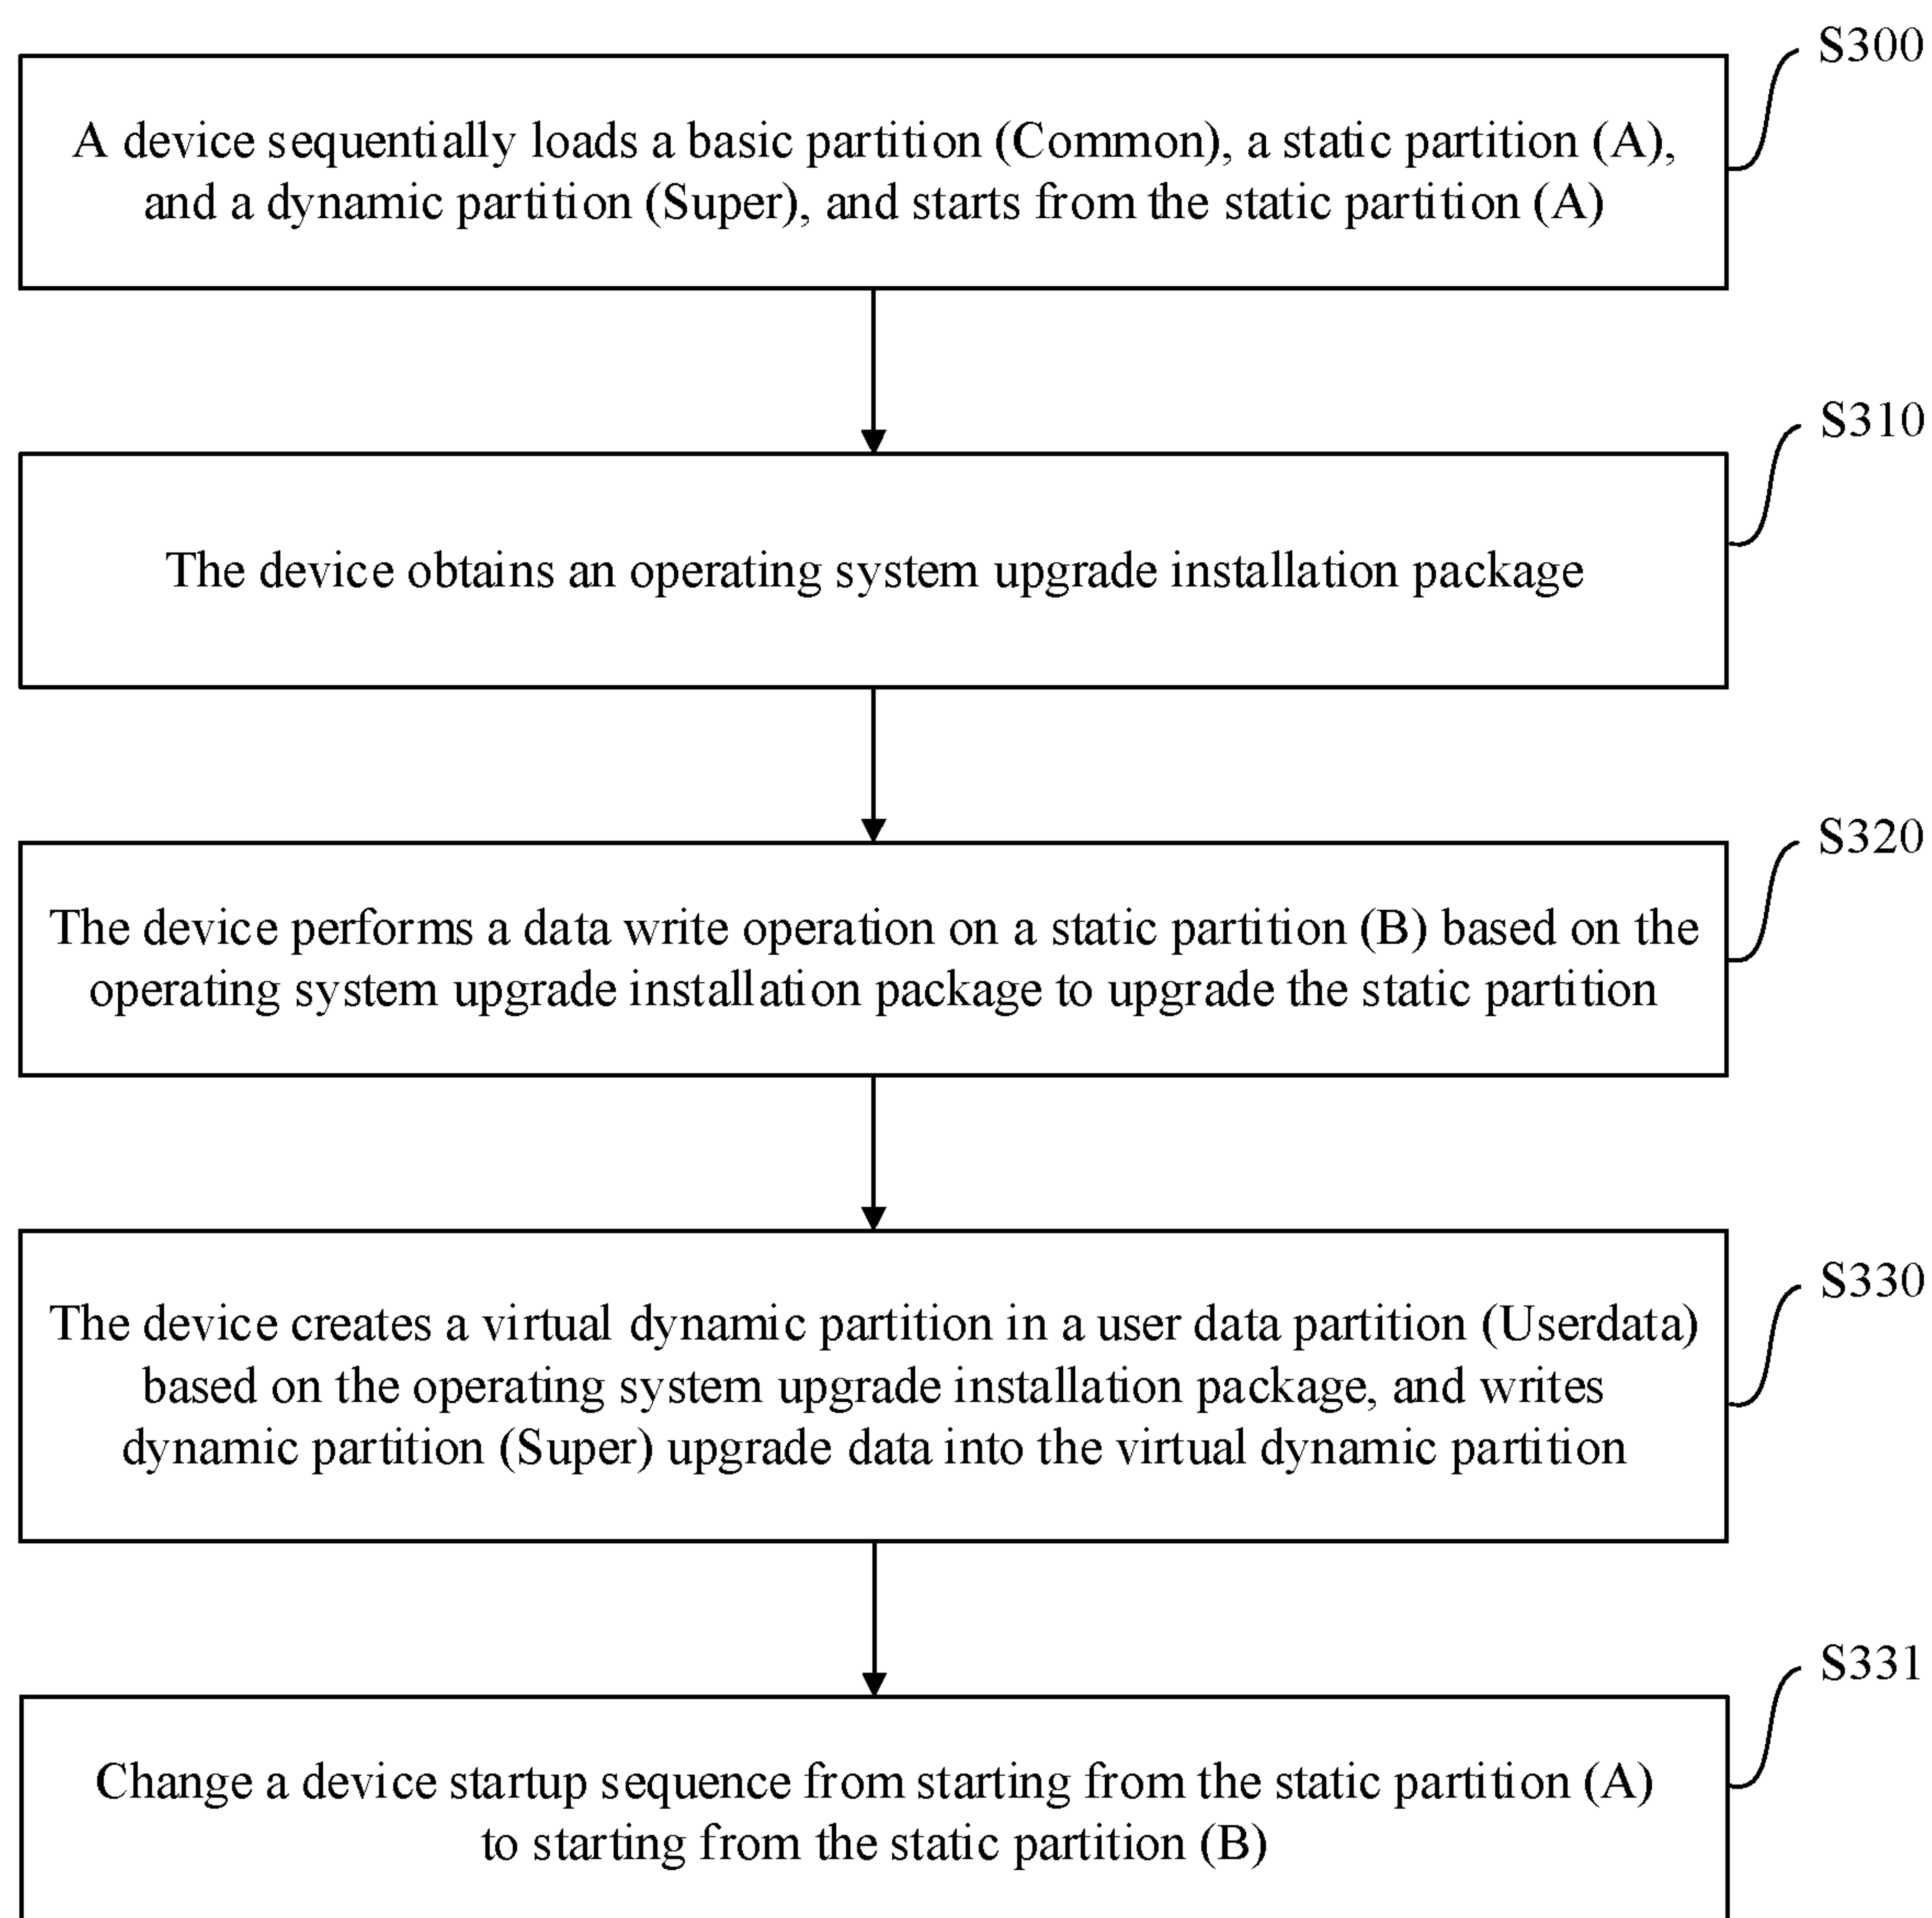 S300
A device sequentially loads a basic partition (Common), a static partition (A),
and a dynamic partition (Super), and starts from the static partition (A)
S310
The device obtains an operating system upgrade installation package
S320
The device performs a data write operation on a static partition (B) based on the
operating system upgrade installation package to upgrade the static partition
S330
The device creates a virtual dynamic partition in a user data partition (Userdata)
based on the operating system upgrade installation package, and writes
dynamic partition (Super) upgrade data into the virtual dynamic partition
S331
Change a device startup sequence from starting from the static partition (A)
to starting from the static partition (B)